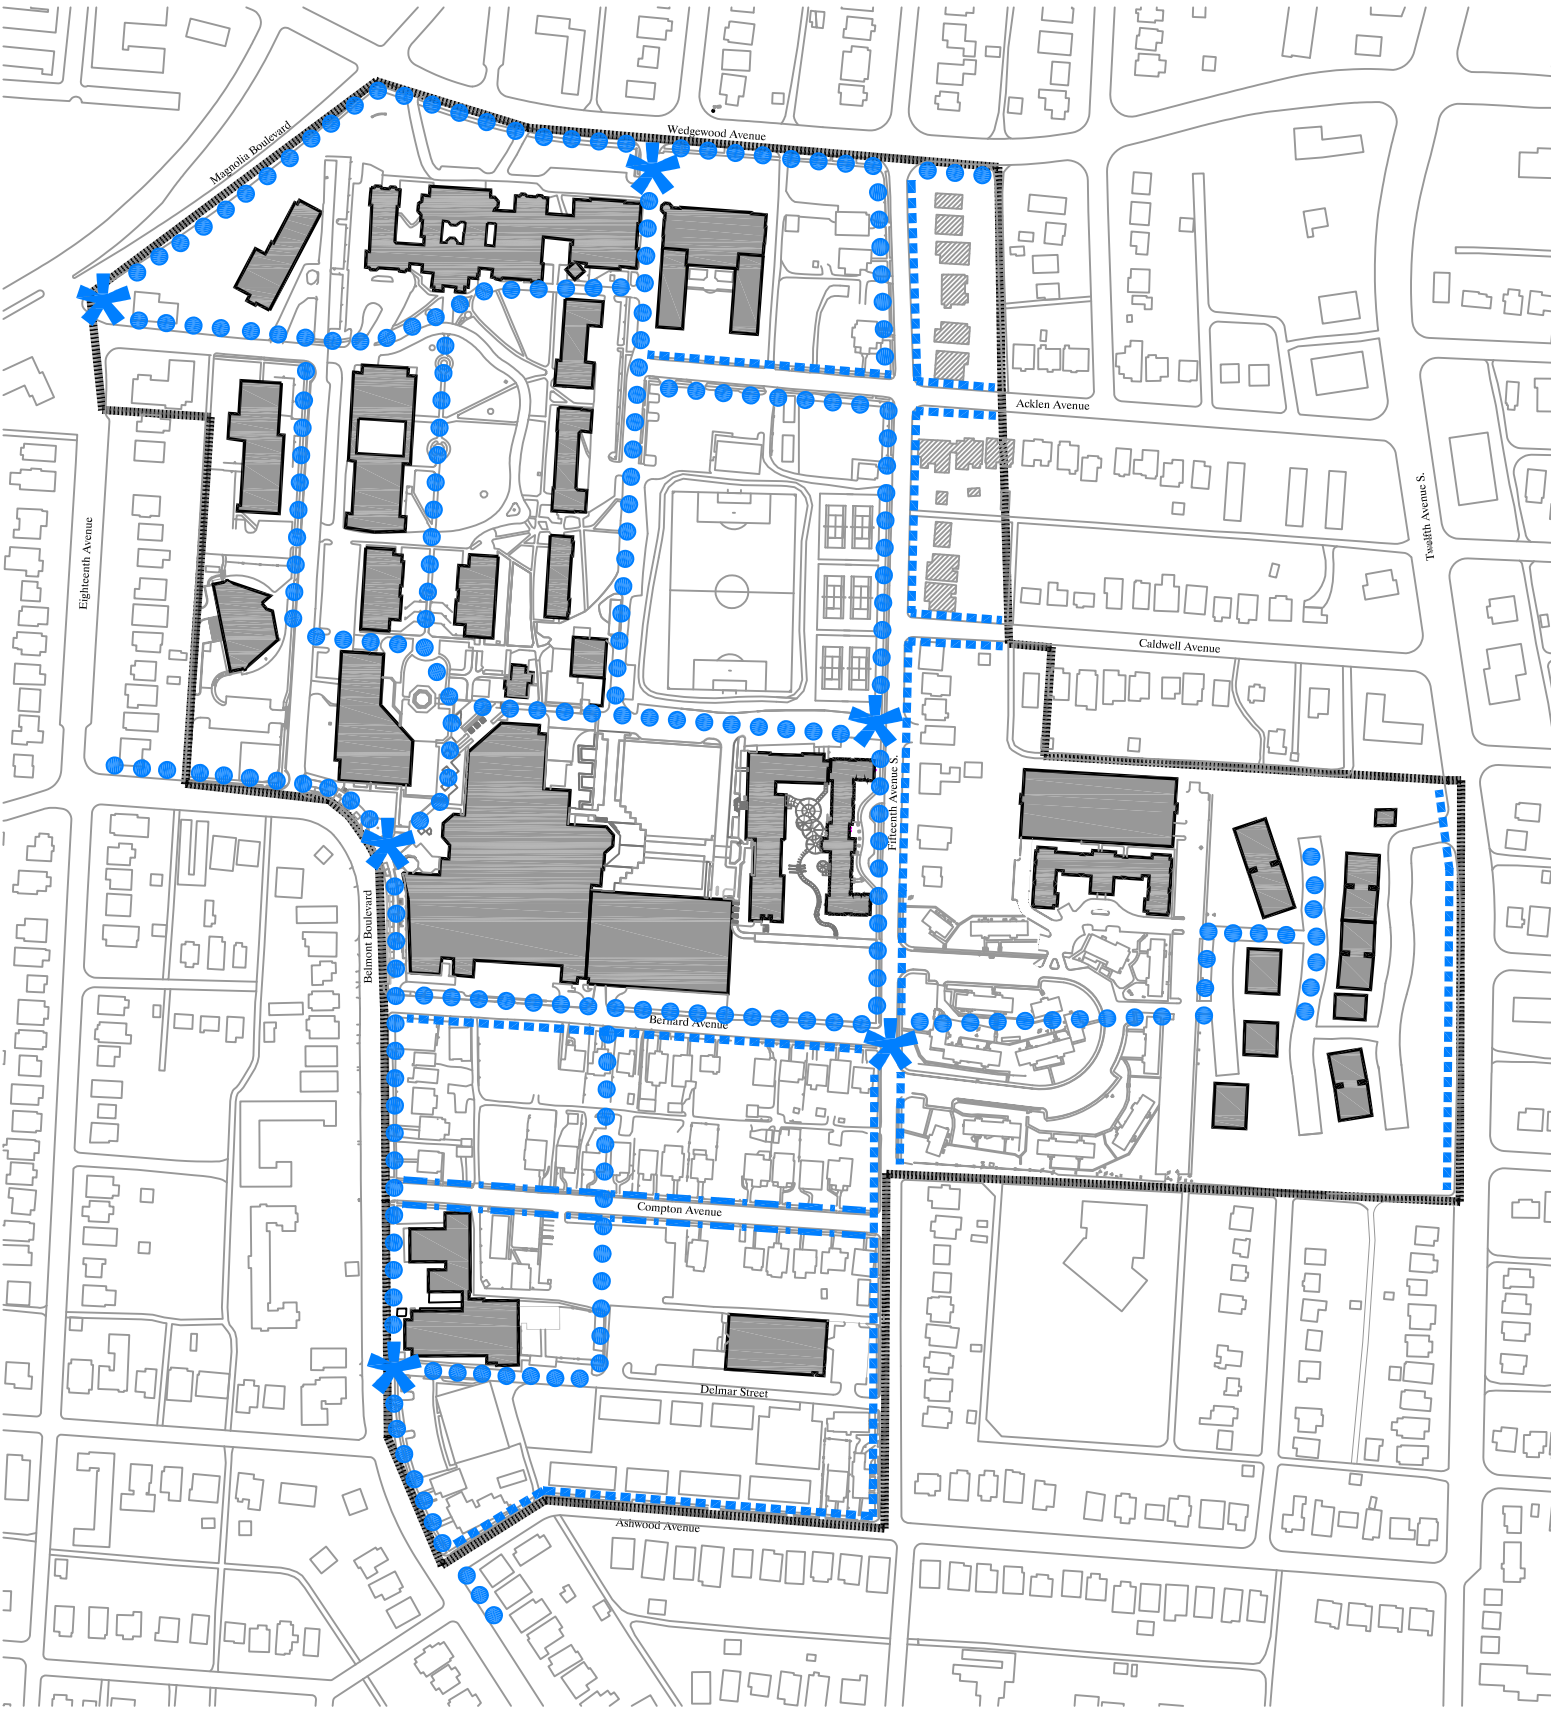 Wedgewood Avenue
Magnolia Boulevard
Acklen Avenue
Twelfth Avenue S.
Eighteenth Avenue
Caldwell Avenue
Fifteenth Avenue S.
Belmont Boulevard
Bernard Avenue
Compton Avenue
Delmar Street
Ashwood Avenue